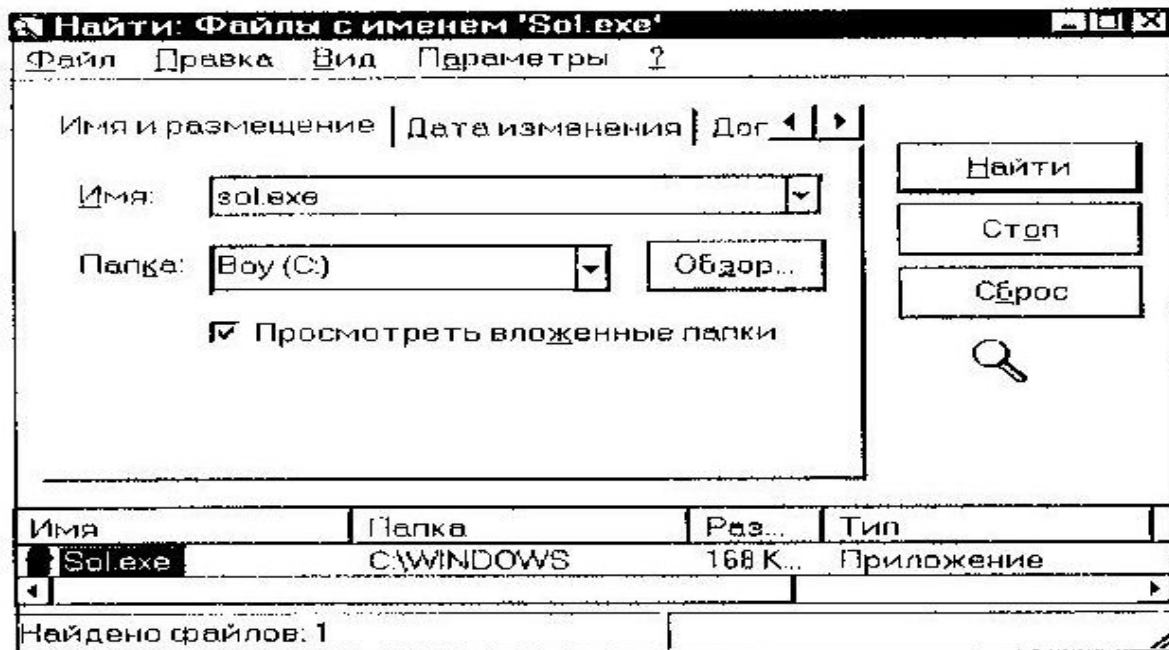 Найти: Файлы с именем 'Sol.exe'
Файл Правка Вид Параметры ?
Имя и размещение Дата изменения Доп
Имя: sol.exe
Папка: Boy (C:) Обзор...
Просмотреть вложенные папки
Найти
Стоп
Сброс
Имя Папка Раз... Тип
Sol.exe C:\WINDOWS 168 K... Приложение
Найдено файлов: 1